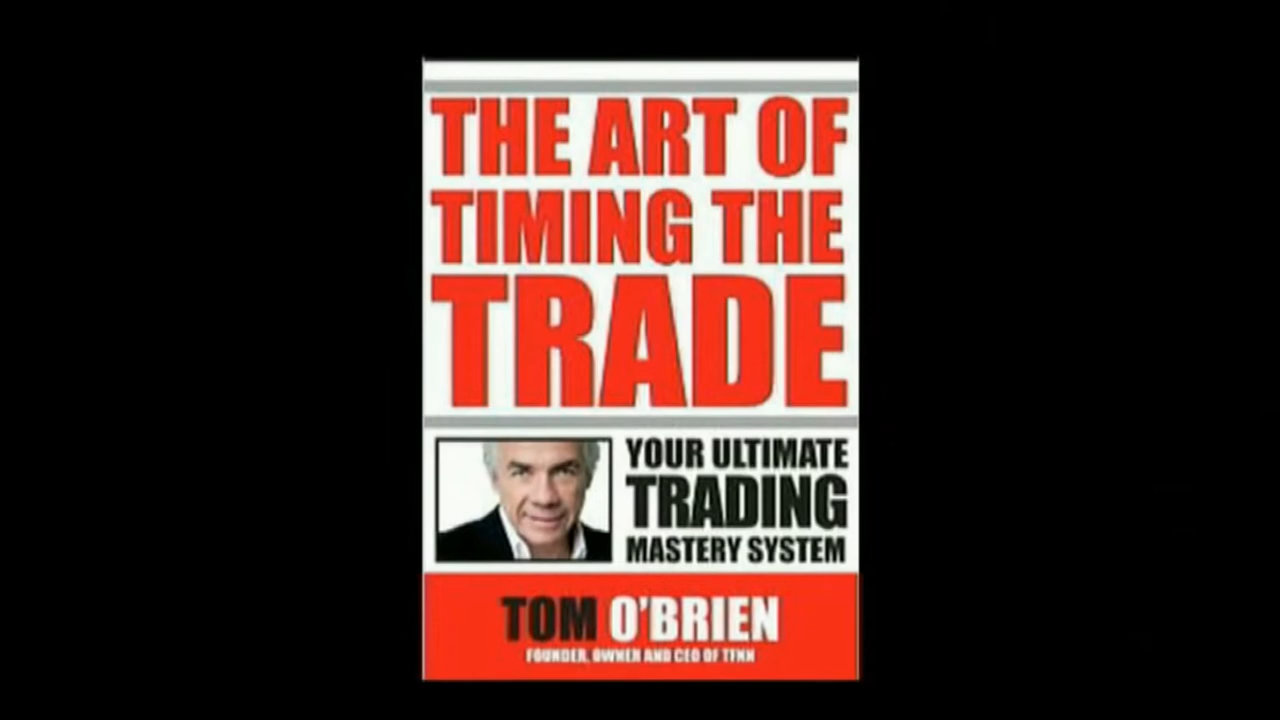 THE ART OF
TIMING THE
TRADE
YOUR ULTIMATE
TRADING
MASTERY SYSTEM
TOM O'BRIEN
FOUNDER, OWNER AND CEO OF TFNN